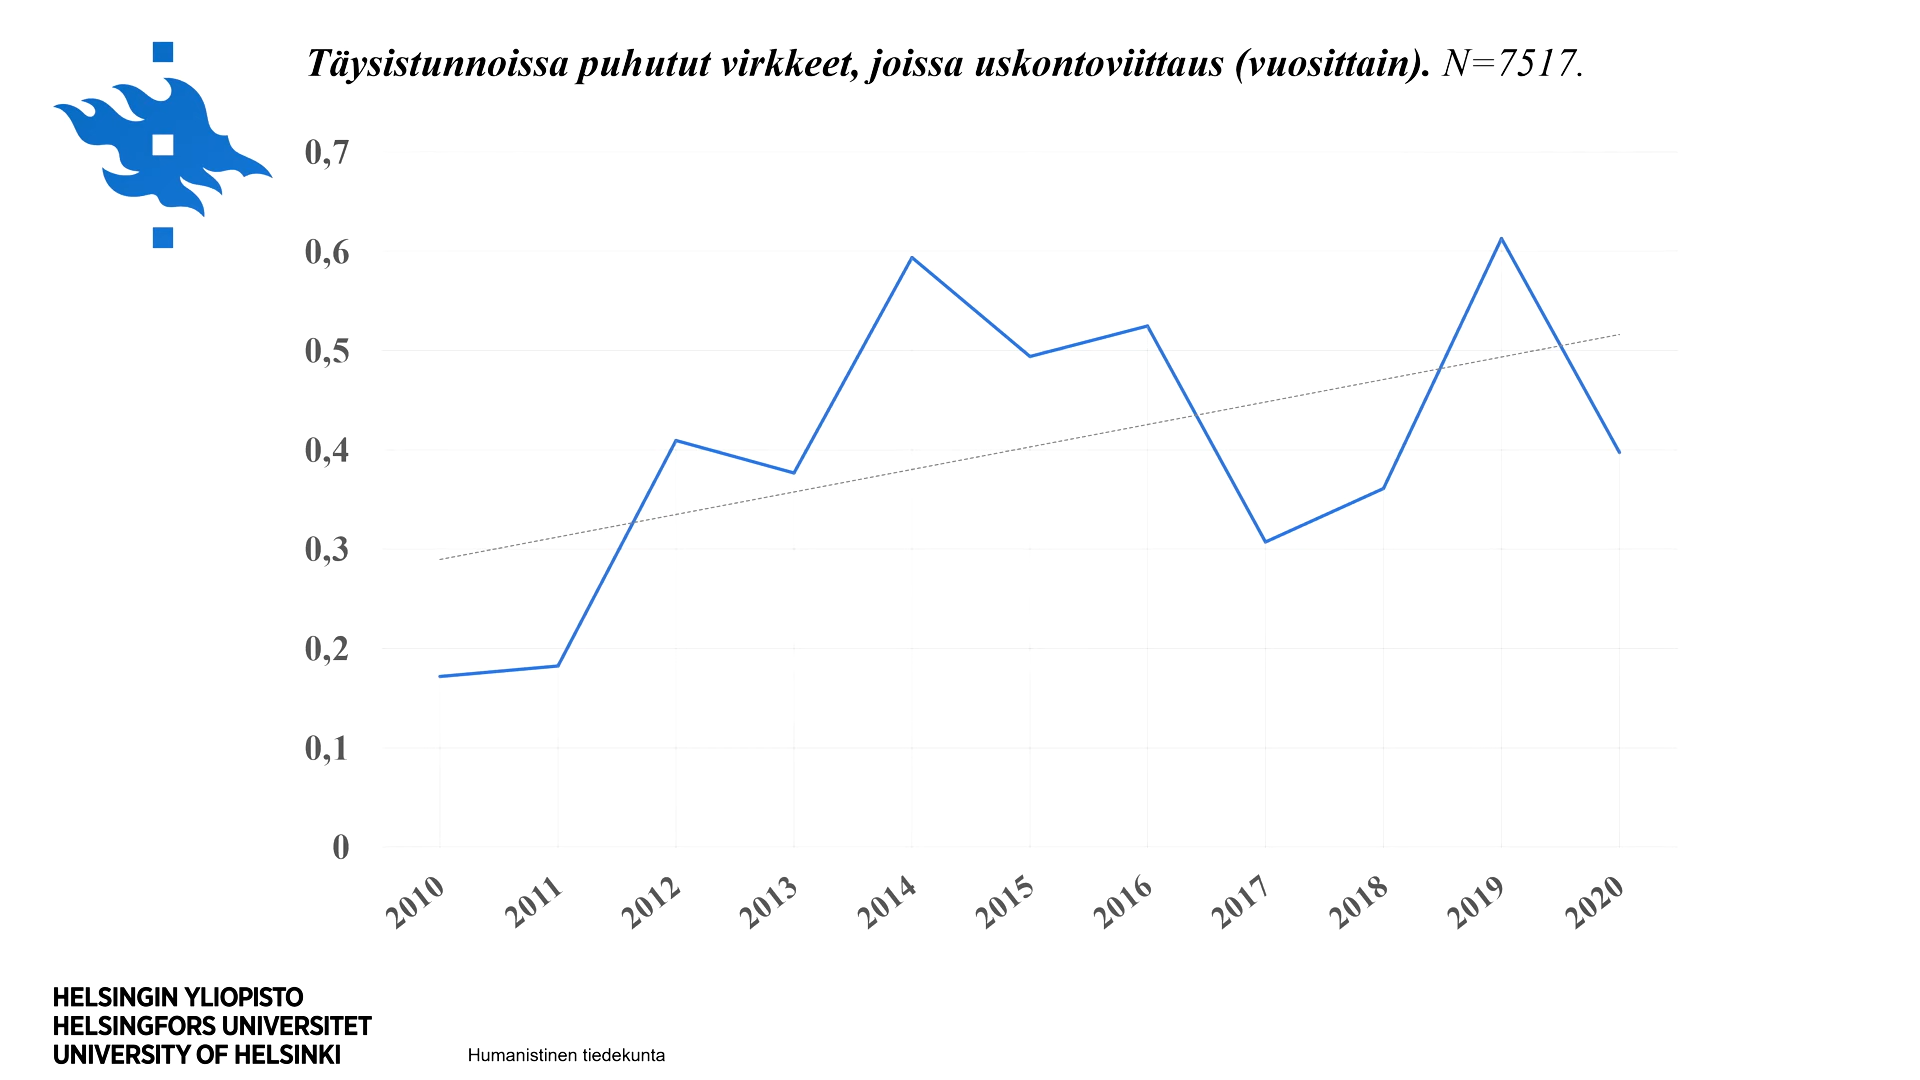 Täysistunnoissa puhutut virkkeet, joissa uskontoviittaus (vuosittain). N=7517.
0,7
0,6
0,5
0,4
0,3
0,2
0,1
0
2010 2011 2012 2013 2014 2015 2016 2017 2018 2019 2020
HELSINGIN YLIOPISTO
HELSINGFORS UNIVERSITET
UNIVERSITY OF HELSINKI
Humanistinen tiedekunta